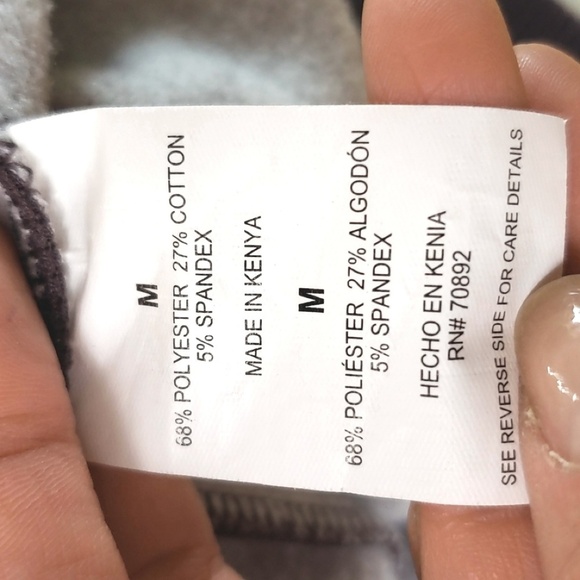 M
68% POLYESTER 27% COTTON
5% SPANDEX
MADE IN KENYA
M
68% POLIÉSTER 27% ALGODÓN
5% SPANDEX
HECHO EN KENIA
RN# 70892
SEE REVERSE SIDE FOR CARE DETAILS